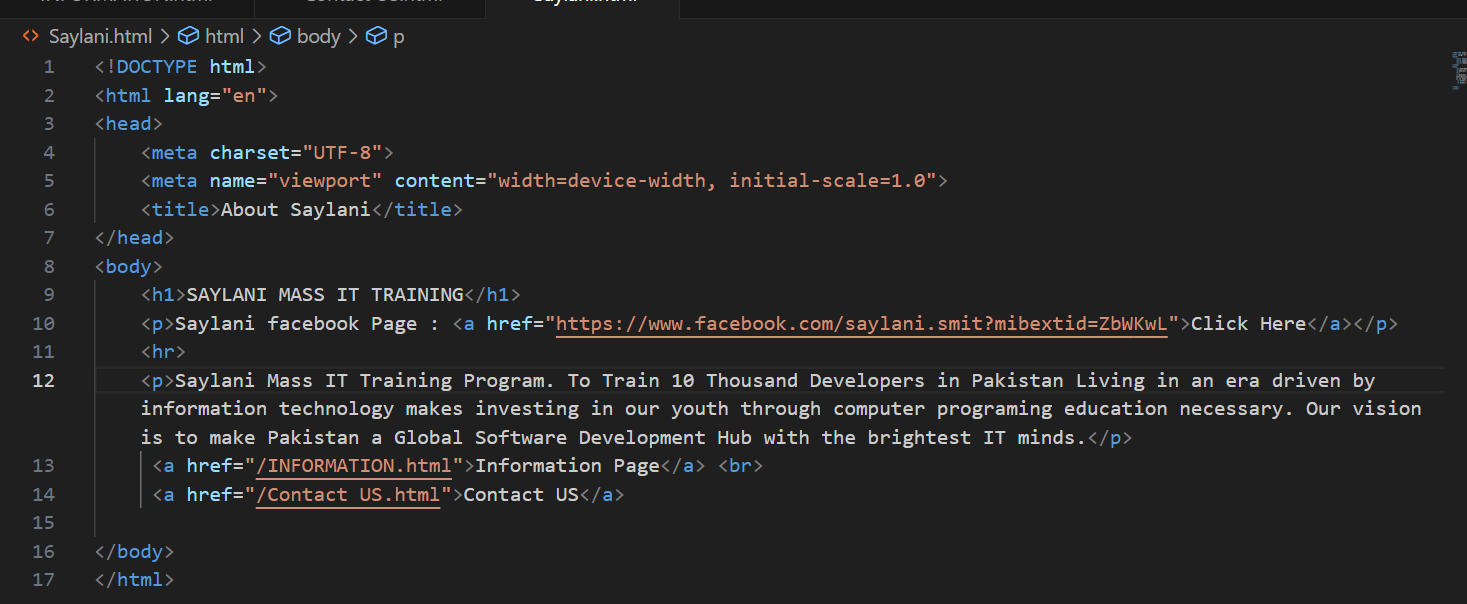 Saylani.html > html > body > p
1 <!DOCTYPE html>
2 <html lang="en">
3 <head>
4 <meta charset="UTF-8">
5 <meta name="viewport" content="width=device-width, initial-scale=1.0">
6 <title>About Saylani</title>
7 </head>
8 <body>
9 <h1>SAYLANI MASS IT TRAINING</h1>
10 <p>Saylani facebook Page : <a href="https://www.facebook.com/saylani.smit?mibextid=ZbWKwL">Click Here</a></p>
11 <hr>
12 <p>Saylani Mass IT Training Program. To Train 10 Thousand Developers in Pakistan Living in an era driven by
information technology makes investing in our youth through computer programing education necessary. Our vision
is to make Pakistan a Global Software Development Hub with the brightest IT minds.</p>
13 <a href="/INFORMATION.html">Information Page</a> <br>
14 <a href="/Contact US.html">Contact US</a>
15
16 </body>
17 </html>